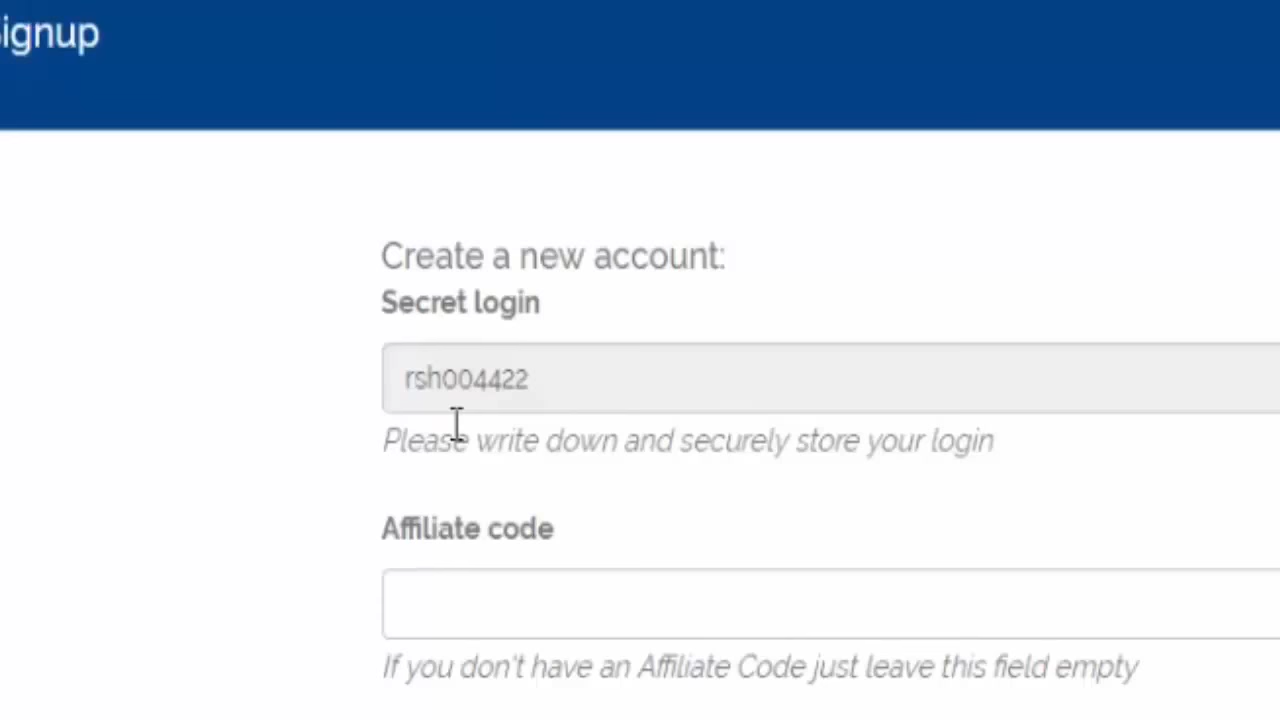 Signup
Create a new account:
Secret login
rsh004422
Please write down and securely store your login
Affiliate code
If you don't have an Affiliate Code just leave this field empty